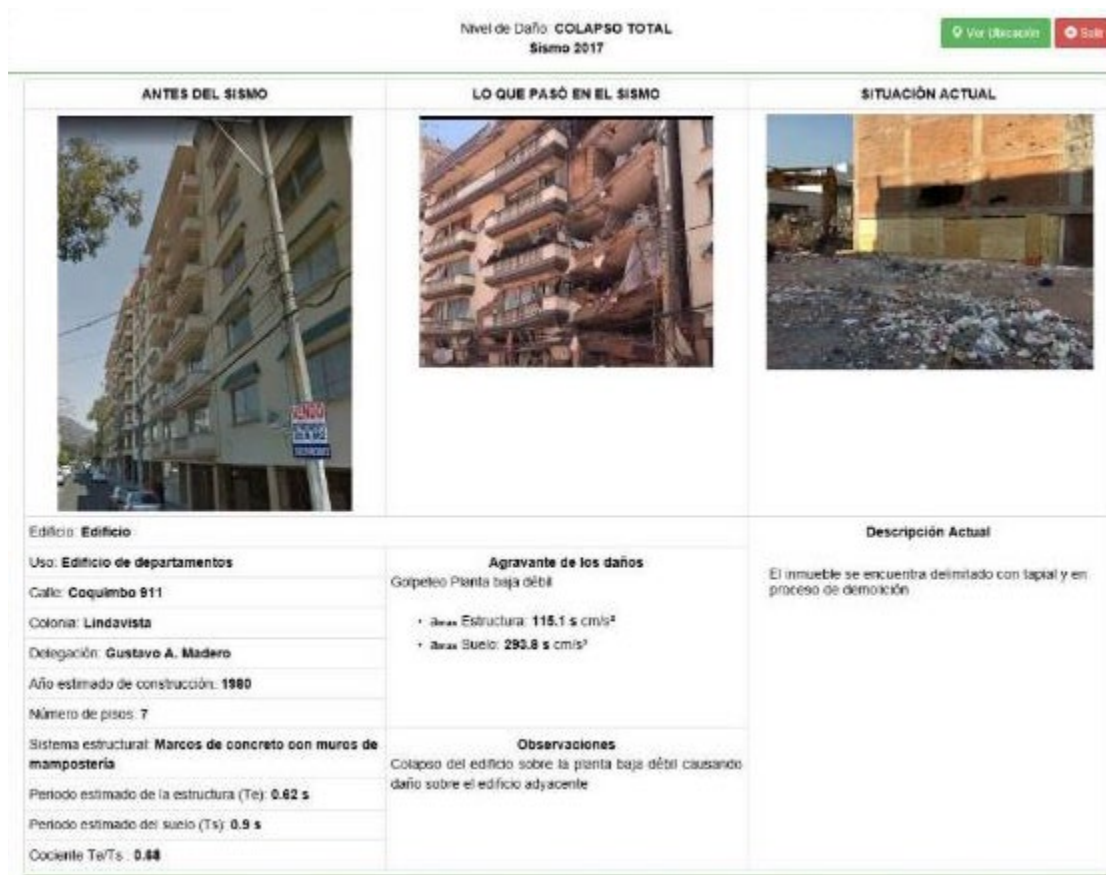 Nivel de Daño: COLAPSO TOTAL
Sismo 2017
Ver Ubicación
Salir
ANTES DEL SISMO
LO QUE PASÓ EN EL SISMO
SITUACIÓN ACTUAL
VENDO
Edificio: Edificio
Uso: Edificio de departamentos
Calle: Coquimbo 911
Colonia: Lindavista
Delegación: Gustavo A. Madero
Año estimado de construcción: 1980
Número de pisos: 7
Sistema estructural: Marcos de concreto con muros de
mampostería
Periodo estimado de la estructura (Te): 0.62 s
Periodo estimado del suelo (Ts): 0.9 s
Cociente Te/Ts : 0.68
Agravante de los daños
Golpeteo Planta baja débil
• amax Estructura: 115.1 s cm/s²
• amax Suelo: 293.8 s cm/s²
Observaciones
Colapso del edificio sobre la planta baja débil causando
daño sobre el edificio adyacente
Descripción Actual
El inmueble se encuentra delimitado con tapial y en
proceso de demolición